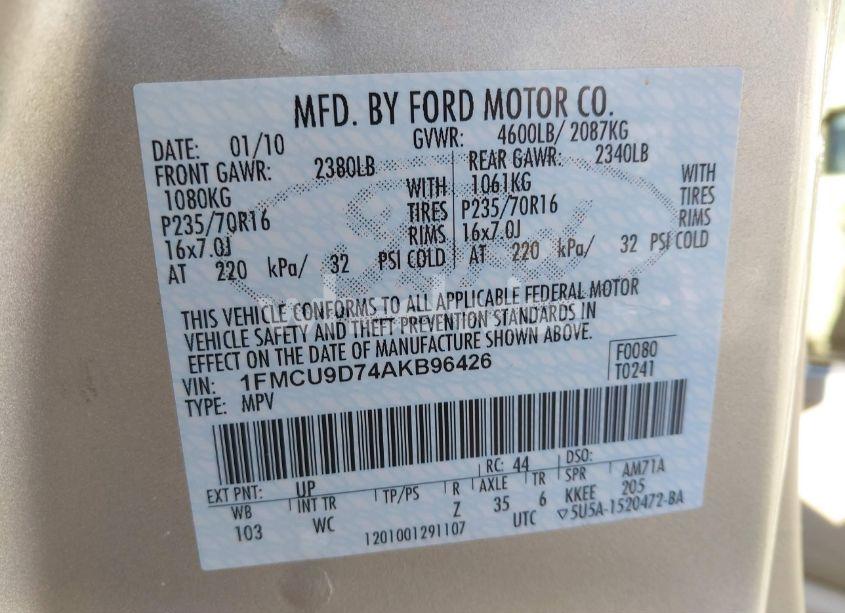 MFD. BY FORD MOTOR CO.
DATE: 01/10 GVWR: 4600LB/ 2087KG
FRONT GAWR: 2380LB REAR GAWR: 2340LB
1080KG WITH 1061KG WITH
P235/70R16 TIRES P235/70R16 TIRES
16x7.0J RIMS 16x7.0J RIMS
AT 220 kPa/ 32 PSI COLD AT 220 kPa/ 32 PSI COLD
THIS VEHICLE CONFORMS TO ALL APPLICABLE FEDERAL MOTOR
VEHICLE SAFETY AND THEFT PREVENTION STANDARDS IN
EFFECT ON THE DATE OF MANUFACTURE SHOWN ABOVE.
VIN: 1FMCU9D74AKB96426 F0080
TYPE: MPV T0241
EXT PNT: UP RC: 44 DSO:
WB INT TR TP/PS R AXLE TR SPR AM71A
103 WC Z 35 6 KKEE 205
1201001291107 UTC ▽5U5A-1520472-BA